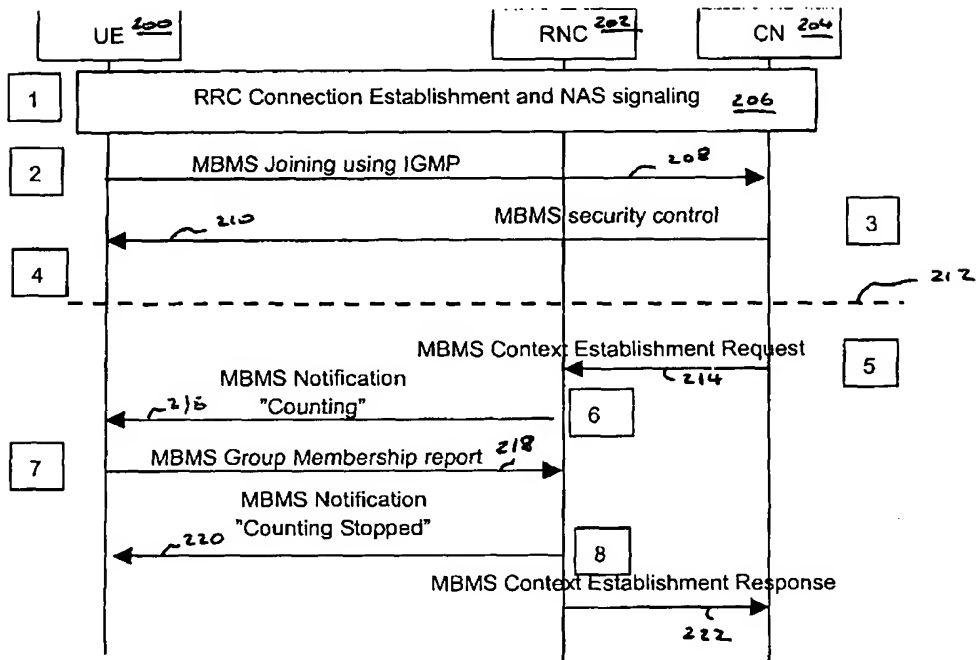 UE 200
RNC 202
CN 204
1
RRC Connection Establishment and NAS signaling 206
2
MBMS Joining using IGMP
208
210
MBMS security control
3
4
212
MBMS Context Establishment Request
214
5
MBMS Notification
"Counting"
216
6
7
MBMS Group Membership report 218
MBMS Notification
"Counting Stopped"
220
8
MBMS Context Establishment Response
222